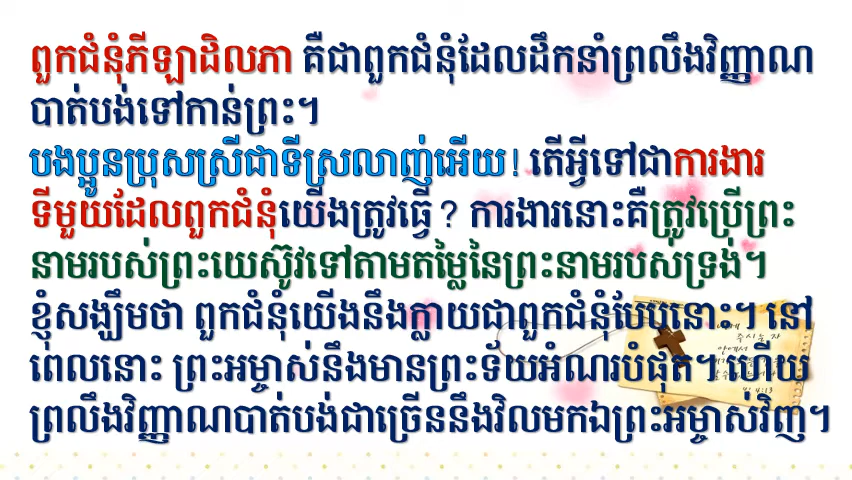 ពួកជំនុំភីឡាដិលភា គឺជាពួកជំនុំដែលដឹកនាំព្រលឹងវិញ្ញាណ
បាត់បង់ទៅកាន់ព្រះ។
បងប្អូនប្រុសស្រីជាទីស្រលាញ់អើយ! តើអ្វីទៅជាការងារ
ទីមួយដែលពួកជំនុំយើងត្រូវធ្វើ? ការងារនោះគឺត្រូវប្រើព្រះ
នាមរបស់ព្រះយេស៊ូវទៅតាមតម្លៃនៃព្រះនាមរបស់ទ្រង់។
ខ្ញុំសង្ឃឹមថា ពួកជំនុំយើងនឹងក្លាយជាពួកជំនុំបែបនោះ។ នៅ
ពេលនោះ ព្រះអម្ចាស់នឹងមានព្រះទ័យអំណរបំផុត។ ហើយ
ព្រលឹងវិញ្ញាណបាត់បង់ជាច្រើននឹងវិលមកឯព្រះអម្ចាស់វិញ។